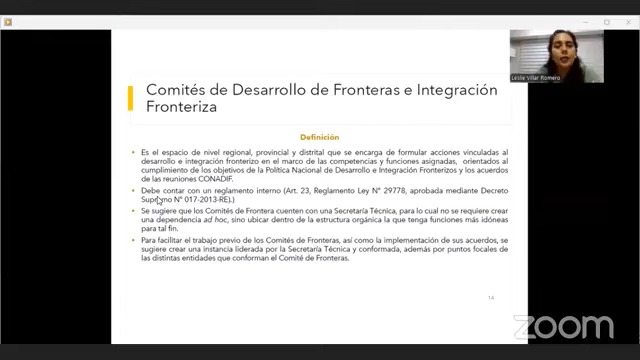 Leslie Villar Romero
Comités de Desarrollo de Fronteras e Integración
Fronteriza
Definición
• Es el espacio de nivel regional, provincial y distrital que se encarga de formular acciones vinculadas al
desarrollo e integración fronterizo en el marco de las competencias y funciones asignadas, orientados al
cumplimiento de los objetivos de la Política Nacional de Desarrollo e Integración Fronterizos y los acuerdos
de las reuniones CONADIF.
• Debe contar con un reglamento interno (Art. 23, Reglamento Ley N° 29778, aprobada mediante Decreto
Supremo N° 017-2013-RE).)
• Se sugiere que los Comités de Frontera cuenten con una Secretaría Técnica, para lo cual no se requiere crear
una dependencia ad hoc, sino ubicar dentro de la estructura orgánica la que tenga funciones más idóneas
para tal fin.
• Para facilitar el trabajo previo de los Comités de Fronteras, así como la implementación de sus acuerdos, se
sugiere crear una instancia liderada por la Secretaría Técnica y conformada, además por puntos focales de
las distintas entidades que conforman el Comité de Fronteras.
14
zoom